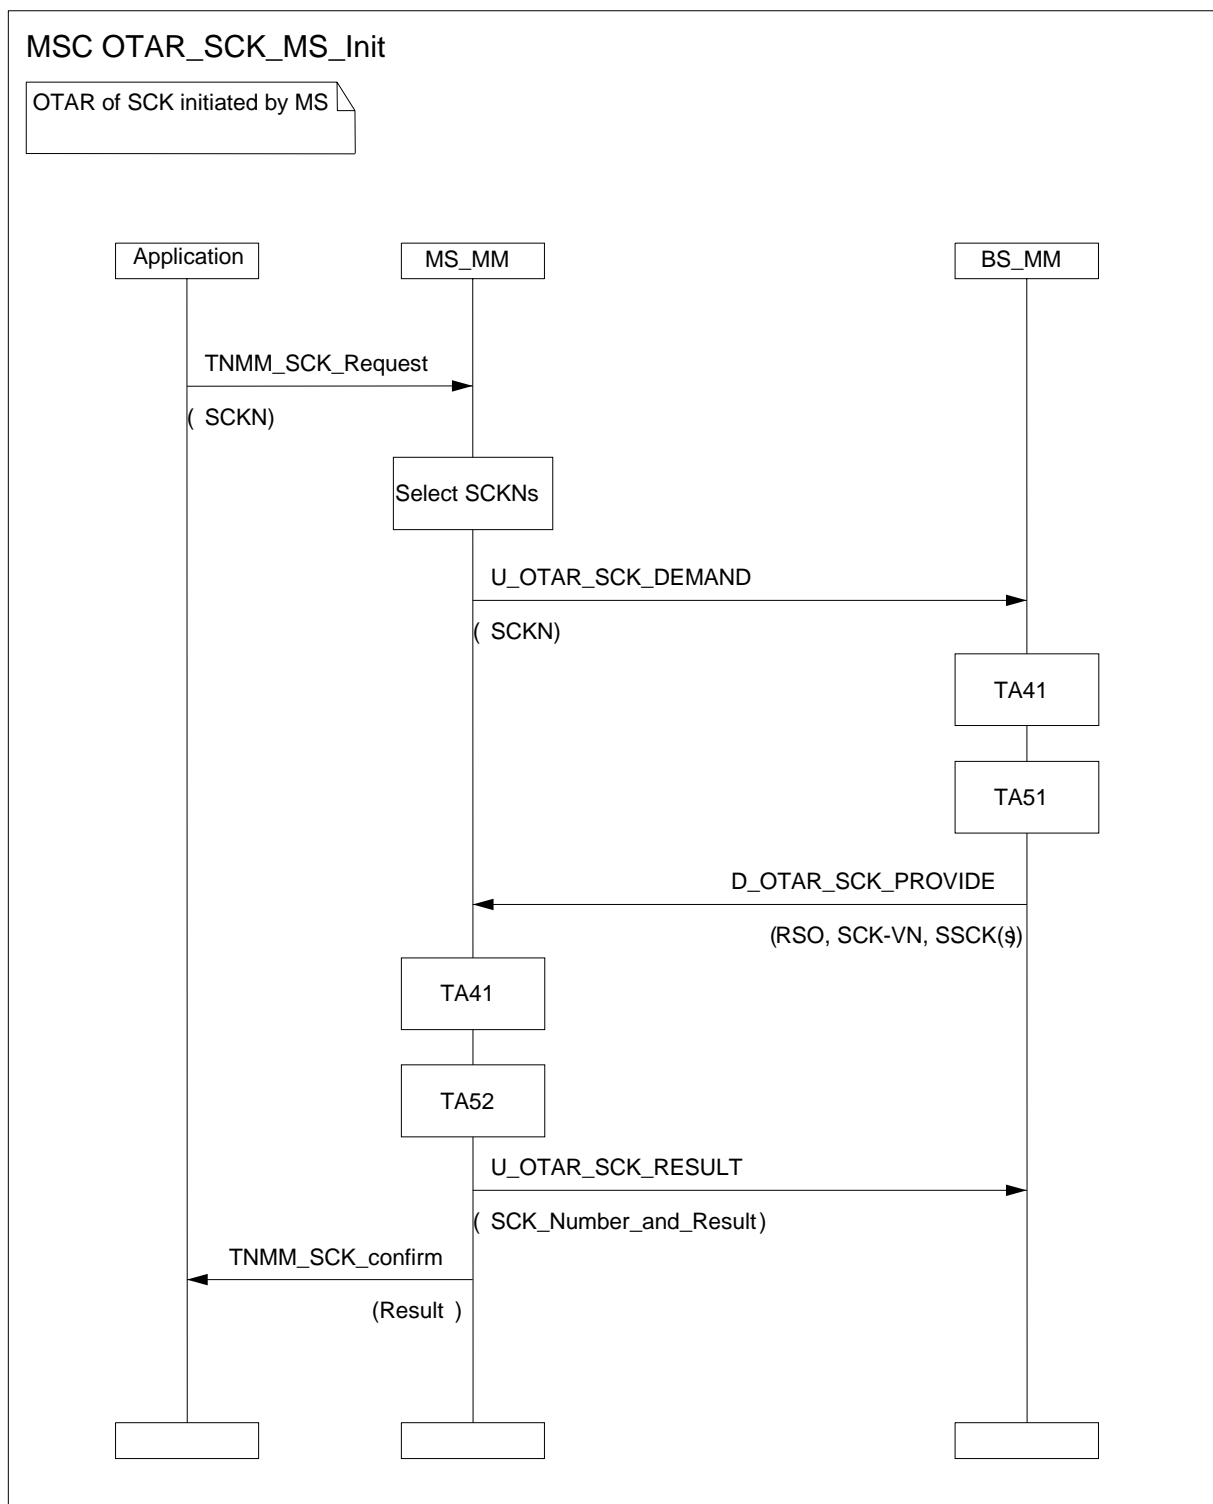 MSC OTAR_SCK_MS_Init
OTAR of SCK initiated by MS
Application
MS_MM
BS_MM
TNMM_SCK_Request
( SCKN)
Select SCKNs
U_OTAR_SCK_DEMAND
( SCKN)
TA41
TA51
D_OTAR_SCK_PROVIDE
(RSO, SCK-VN, SSCK(s))
TA41
TA52
U_OTAR_SCK_RESULT
( SCK_Number_and_Result)
TNMM_SCK_confirm
(Result )